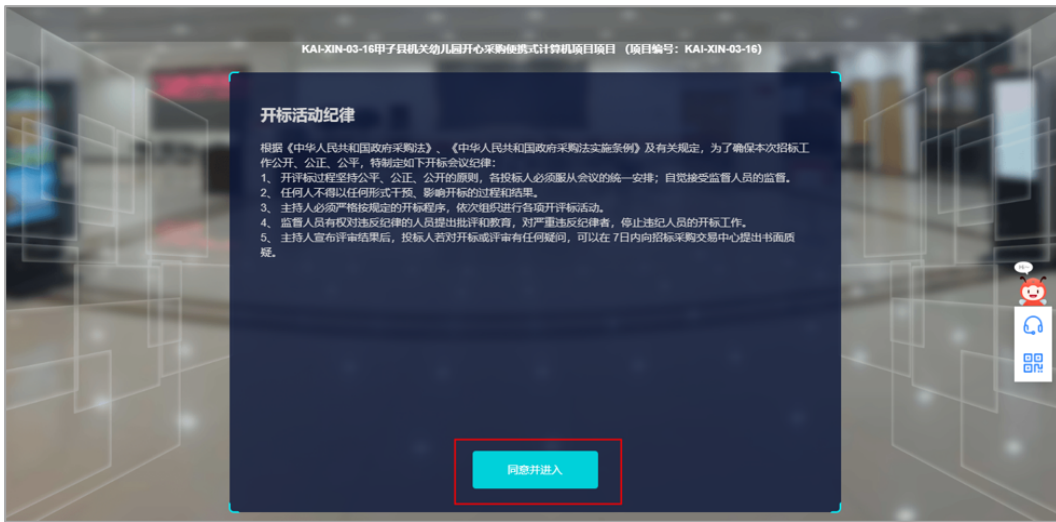 KAI-XIN-03-16甲子县机关幼儿园开心采购便携式计算机项目项目 （项目编号：KAI-XIN-03-16)
开标活动纪律
根据《中华人民共和国政府采购法》、《中华人民共和国政府采购法实施条例》及有关规定，为了确保本次招标工
作公开、公正、公平，特制定如下开标会议纪律：
1、 开评标过程坚持公平、公正、公开的原则，各投标人必须服从会议的统一安排；自觉接受监督人员的监督。
2、 任何人不得以任何形式干预、影响开标的过程和结果。
3、 主持人必须严格按规定的开标程序，依次组织进行各项开评标活动。
4、 监督人员有权对违反纪律的人员提出批评和教育，对严重违反纪律者，停止违纪人员的开标工作。
5、 主持人宣布评审结果后，投标人若对开标或评审有任何疑问，可以在 7日内向招标采购交易中心提出书面质
疑。
Hi~
同意并进入